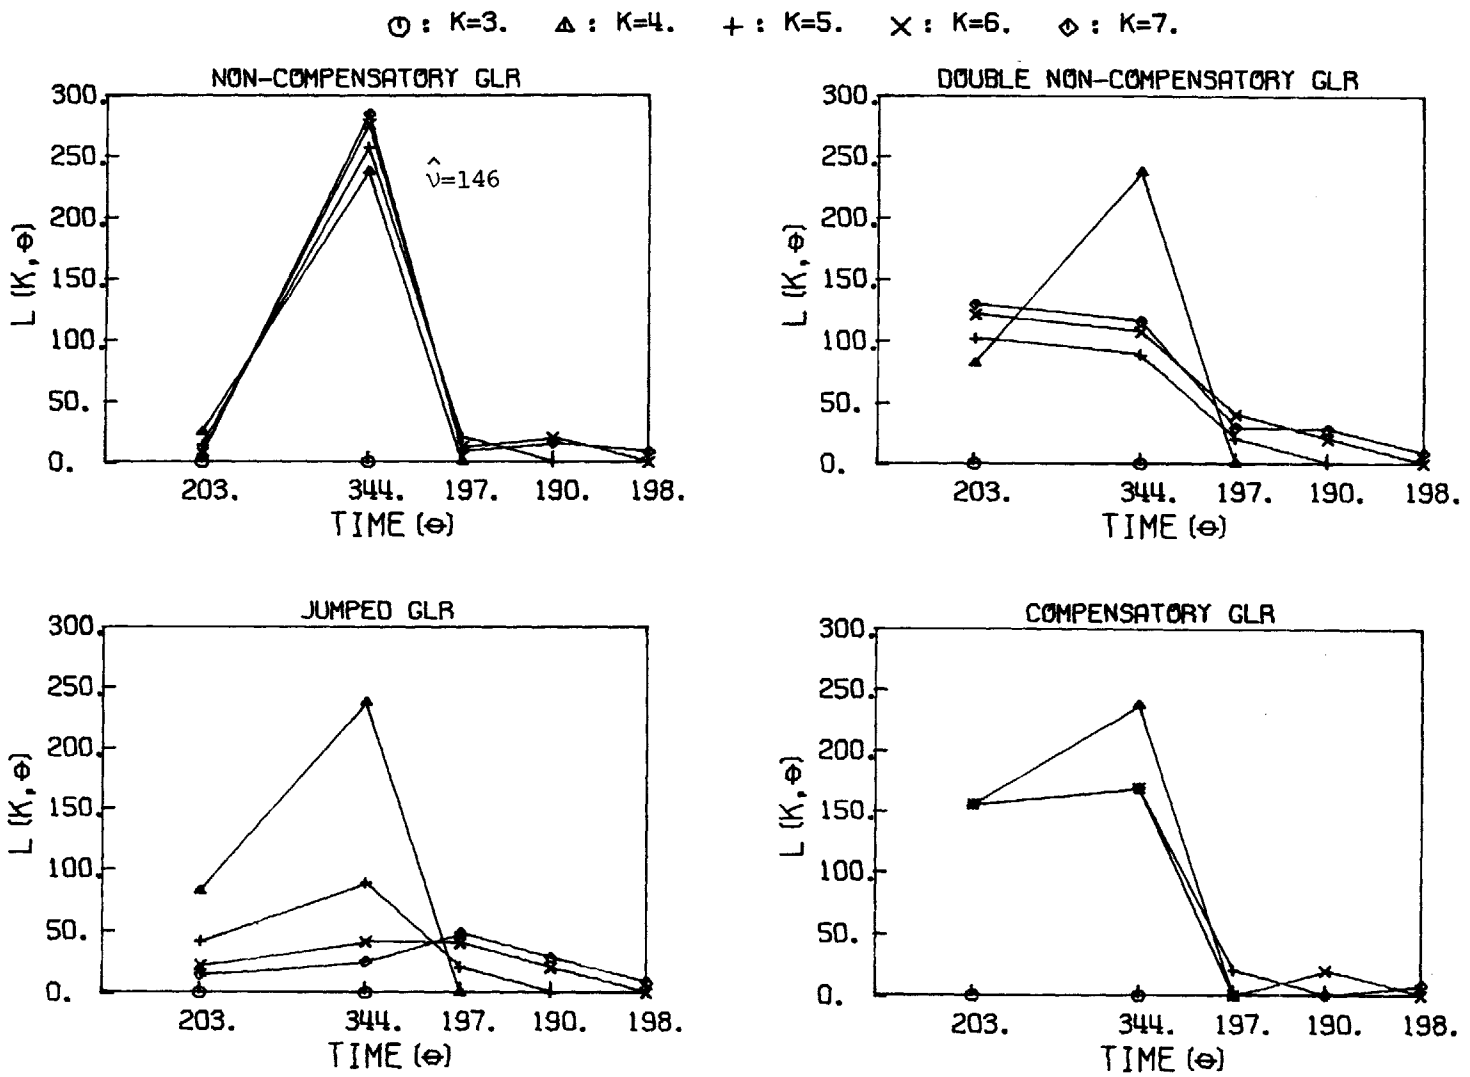 ⊙ : K=3. △ : K=4. + : K=5. × : K=6. ◇ : K=7.
NON-COMPENSATORY GLR
300.
250.
200.
150.
100.
50.
0.
L (K,θ)
ν̂=146
203. 344. 197. 190. 198.
TIME (θ)
DOUBLE NON-COMPENSATORY GLR
300.
250.
200.
150.
100.
50.
0.
L (K,θ)
203. 344. 197. 190. 198.
TIME (θ)
JUMPED GLR
300.
250.
200.
150.
100.
50.
0.
L (K,θ)
203. 344. 197. 190. 198.
TIME (θ)
COMPENSATORY GLR
300.
250.
200.
150.
100.
50.
0.
L (K,θ)
203. 344. 197. 190. 198.
TIME (θ)